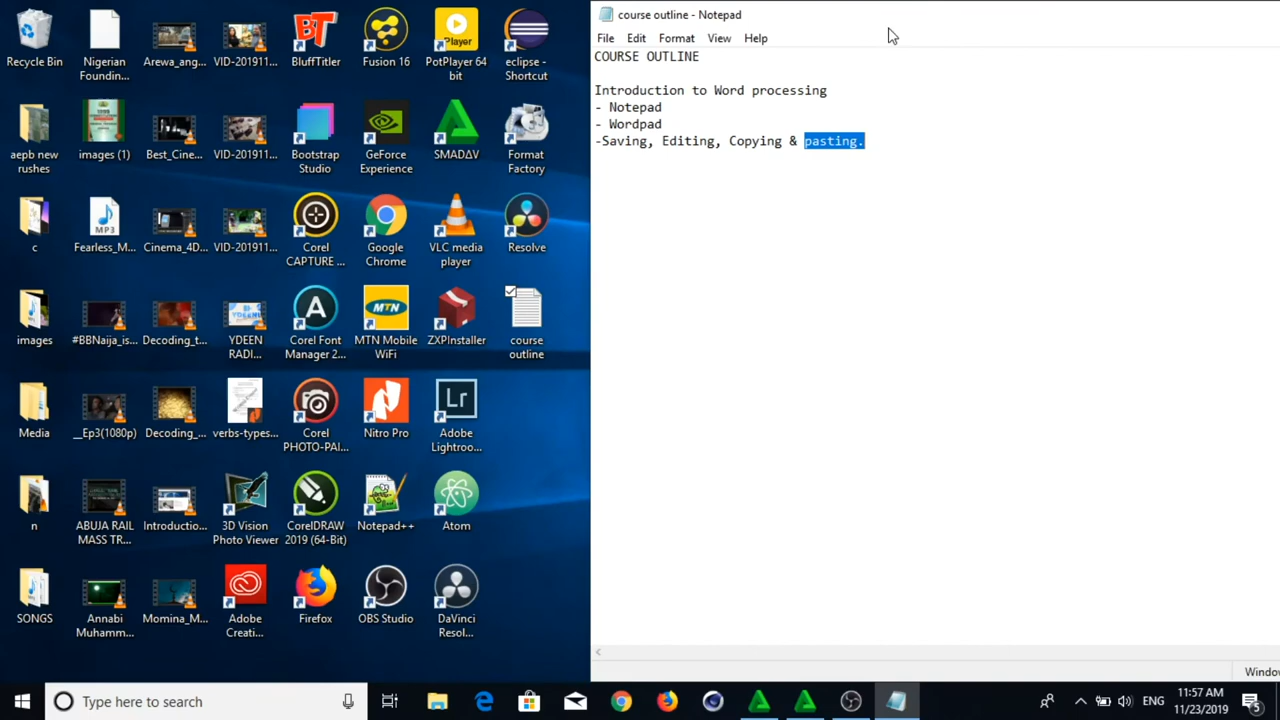 Recycle Bin
Nigerian
Foundin...
Arewa_ang...
VID-201911...
BluffTitler
Fusion 16
PotPlayer 64
bit
eclipse -
Shortcut
aepb new
rushes
images (1)
Best_Cine...
VID-201911...
Bootstrap
Studio
GeForce
Experience
SMADΔV
Format
Factory
c
Fearless_M...
Cinema_4D...
VID-201911...
Corel
CAPTURE ...
Google
Chrome
VLC media
player
Resolve
images
#BBNaija_is...
Decoding_t...
YDEEN
RADI...
Corel Font
Manager 2...
MTN Mobile
WiFi
ZXPInstaller
course
outline
Media
__Ep3(1080p)
Decoding_...
verbs-types...
Corel
PHOTO-PAI...
Nitro Pro
Adobe
Lightroo...
n
ABUJA RAIL
MASS TR...
Introductio...
3D Vision
Photo Viewer
CorelDRAW
2019 (64-Bit)
Notepad++
Atom
SONGS
Annabi
Muhamm...
Momina_M...
Adobe
Creati...
Firefox
OBS Studio
DaVinci
Resol...
course outline - Notepad
File Edit Format View Help
COURSE OUTLINE
Introduction to Word processing
- Notepad
- Wordpad
-Saving, Editing, Copying & pasting.
Windo
Type here to search
ENG
11:57 AM
11/23/2019
5